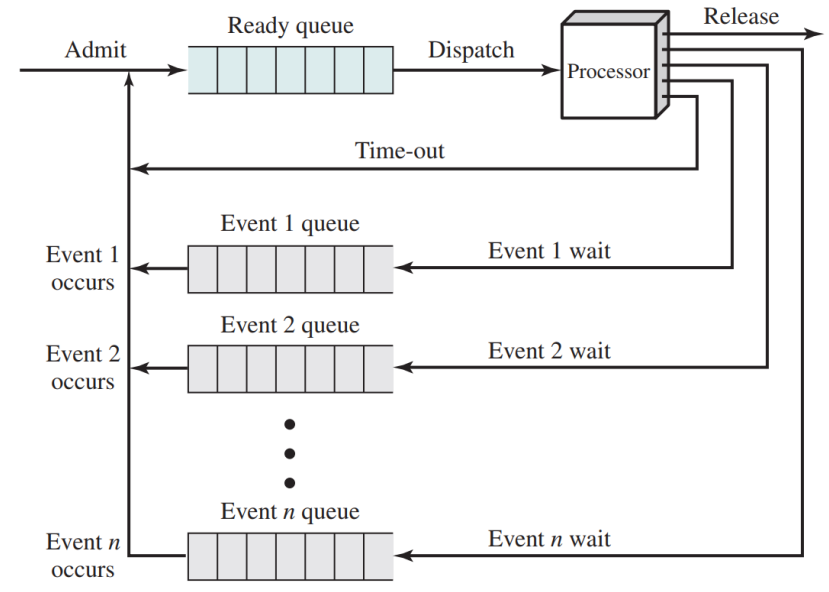 Release
Ready queue
Admit
Dispatch
Processor
Time-out
Event 1 queue
Event 1
occurs
Event 1 wait
Event 2 queue
Event 2
occurs
Event 2 wait
Event n queue
Event n
occurs
Event n wait